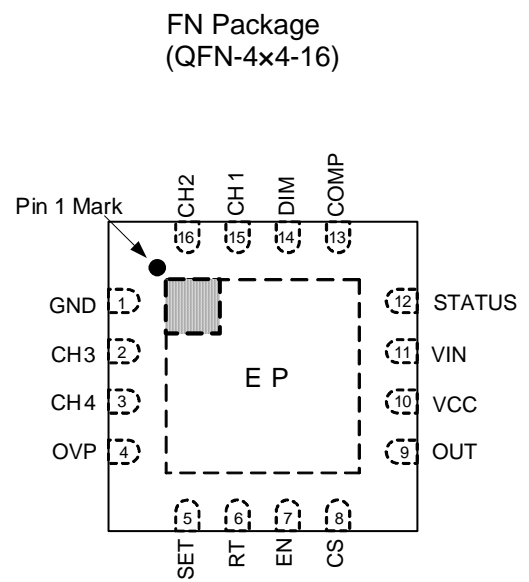 FN Package
(QFN-4×4-16)
CH2
CH1
DIM
COMP
Pin 1 Mark
16
15
14
13
GND 1
12 STATUS
CH3 2
11 VIN
E P
CH4 3
10 VCC
OVP 4
9 OUT
5
6
7
8
SET
RT
EN
CS